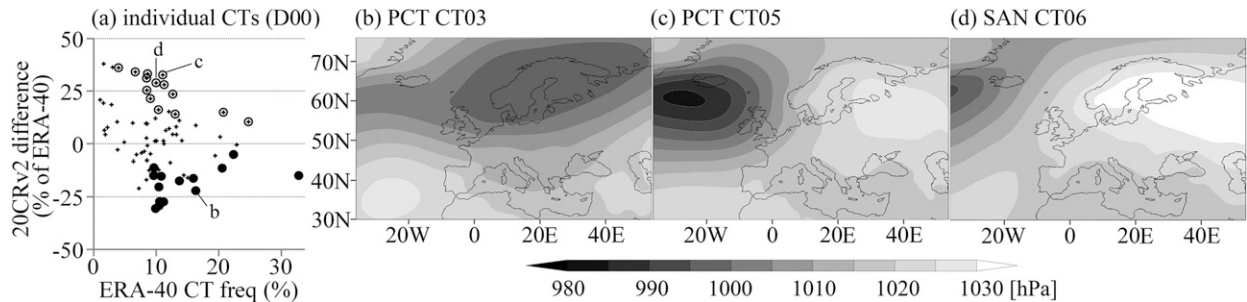 (a) individual CTs (D00)
(b) PCT CT03
(c) PCT CT05
(d) SAN CT06
20CRv2 difference
(% of ERA-40)
50
25
0
-25
-50
d
c
b
0
10
20
30
ERA-40 CT freq (%)
70N
60N
50N
40N
30N
20W
0
20E
40E
20W
0
20E
40E
20W
0
20E
40E
980
990
1000
1010
1020
1030 [hPa]